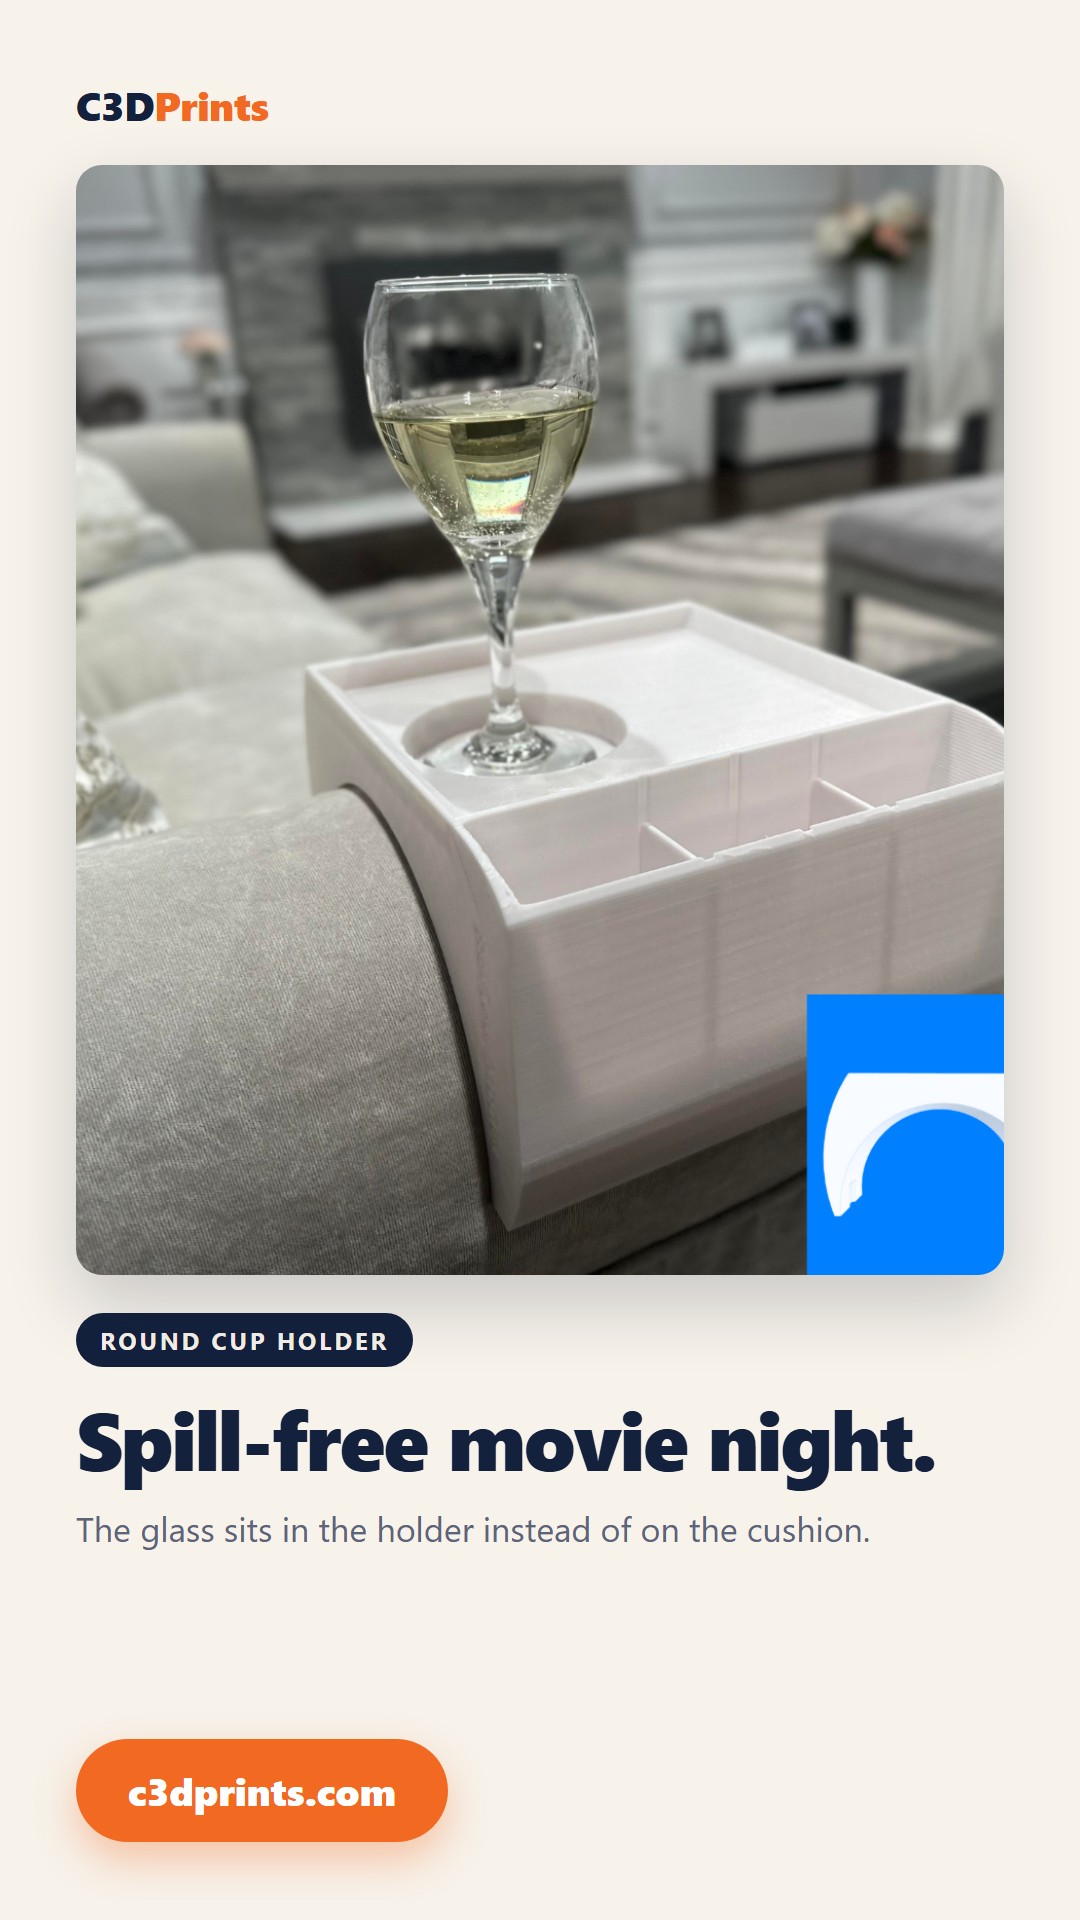 C3DPrints
ROUND CUP HOLDER
Spill-free movie night.
The glass sits in the holder instead of on the cushion.
c3dprints.com